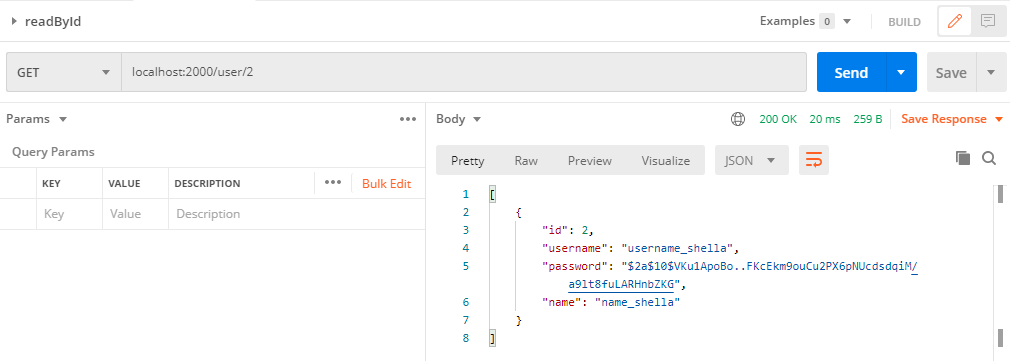 readById
Examples 0 BUILD
GET localhost:2000/user/2 Send Save
Params
Query Params
KEY VALUE DESCRIPTION Bulk Edit
Key Value Description
Body 200 OK 20 ms 259 B Save Response
Pretty Raw Preview Visualize JSON
1 [
2 {
3 "id": 2,
4 "username": "username_shella",
5 "password": "$2a$10$VKu1ApoBo..FKcEkm9ouCu2PX6pNUcdsdqiM/
a9lt8fuLARHnbZKG",
6 "name": "name_shella"
7 }
8 ]